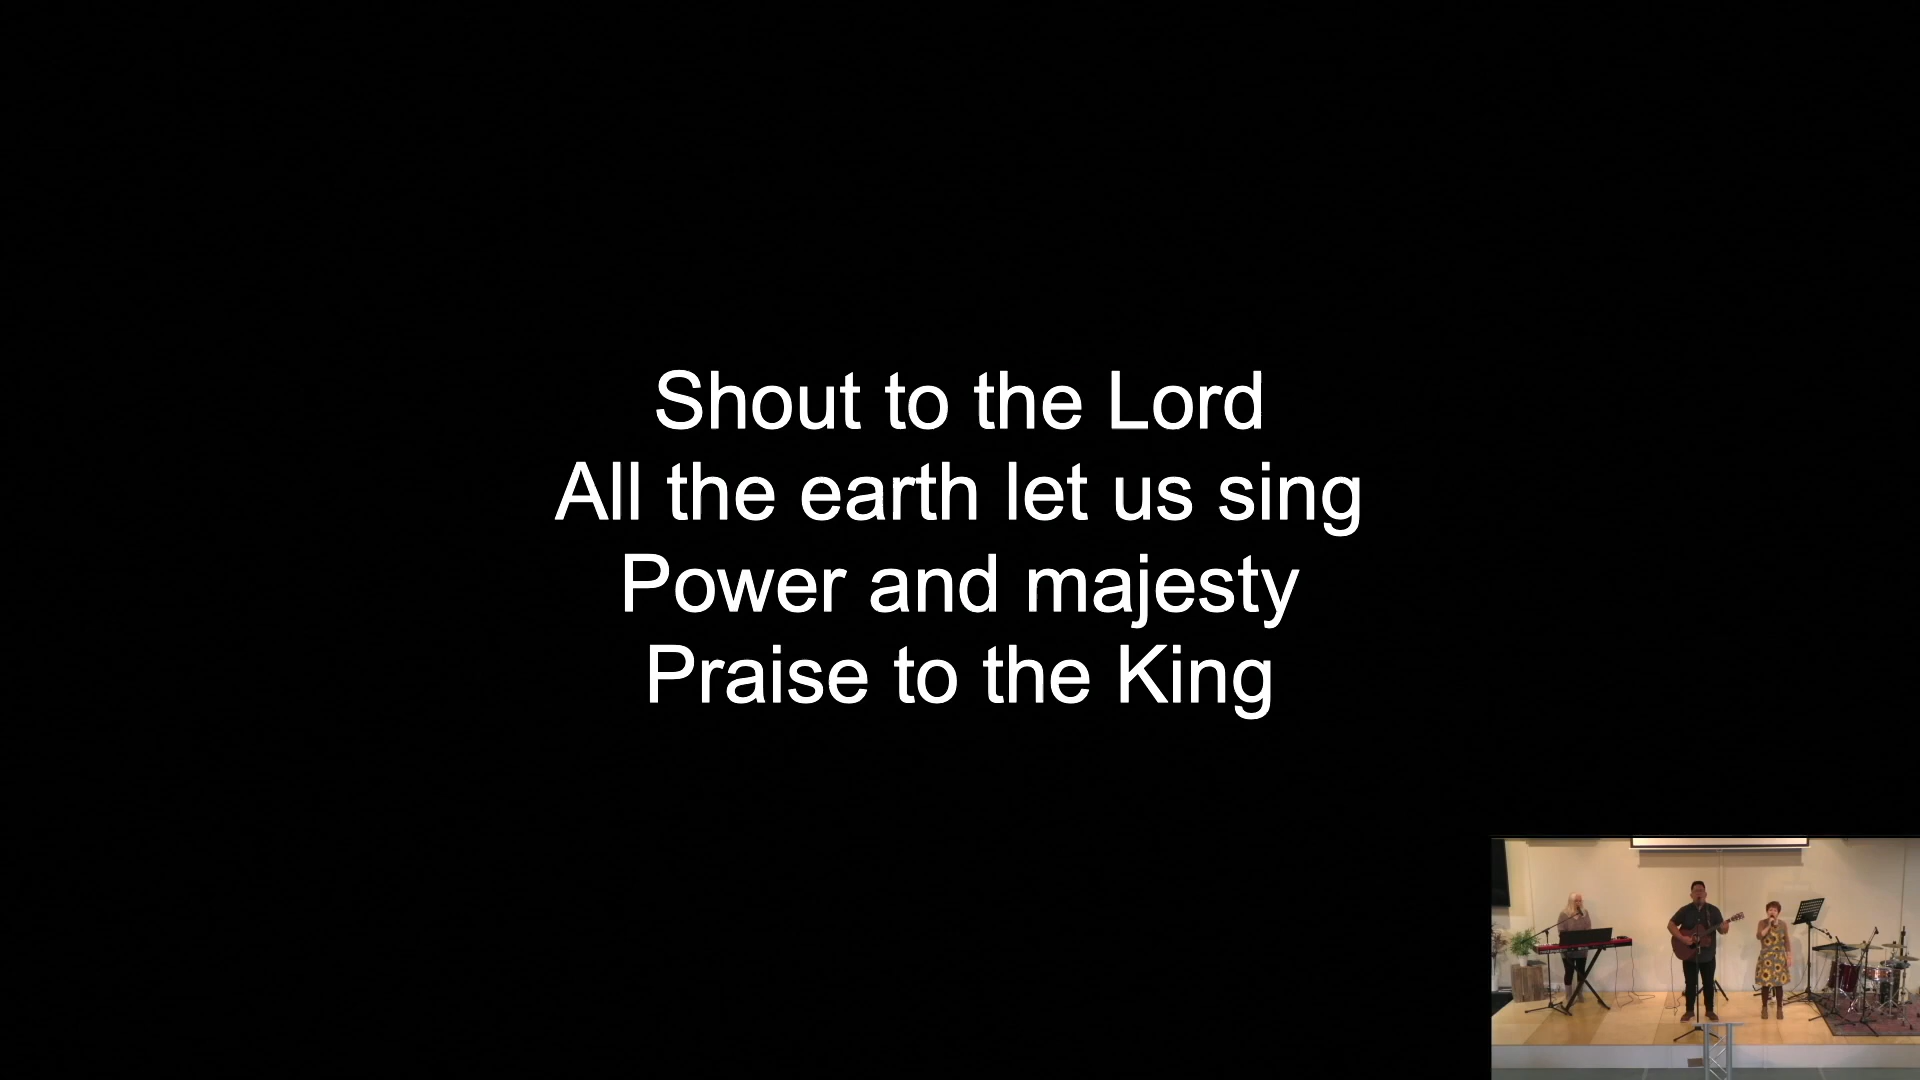 Shout to the Lord
All the earth let us sing
Power and majesty
Praise to the King